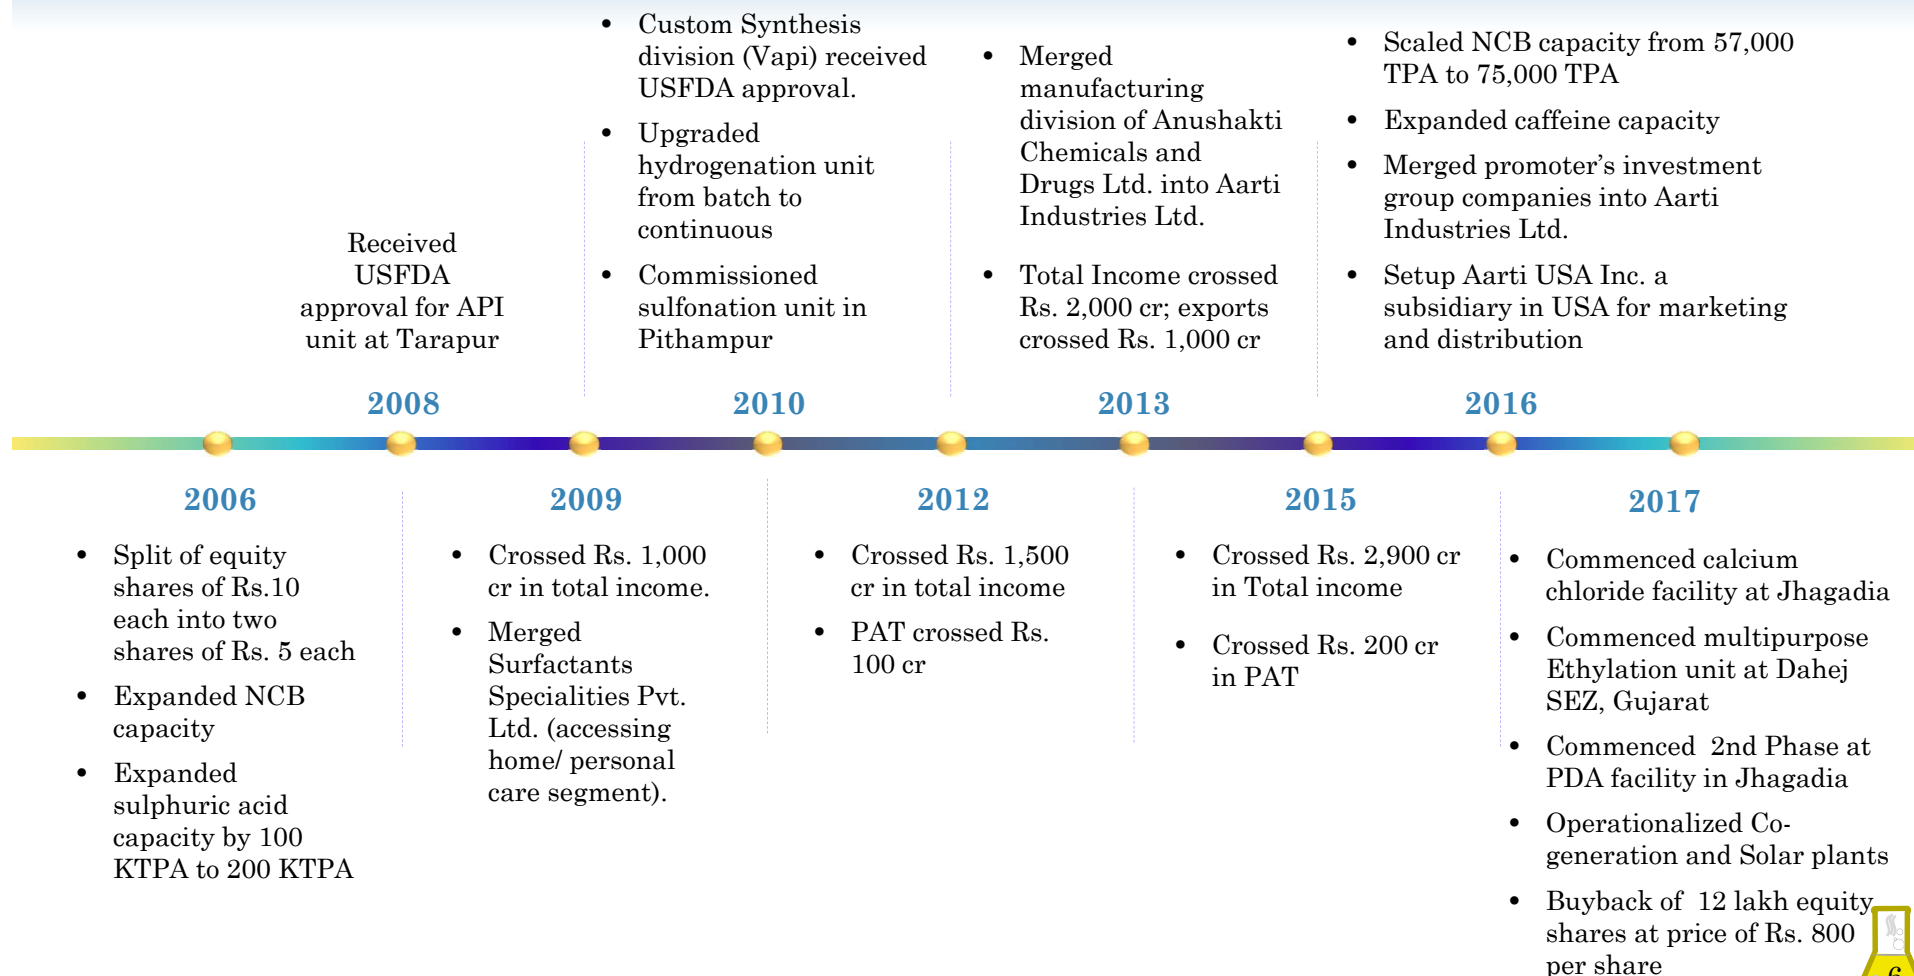 Received
USFDA
approval for API
unit at Tarapur
2008
• Custom Synthesis
division (Vapi) received
USFDA approval.
• Upgraded
hydrogenation unit
from batch to
continuous
• Commissioned
sulfonation unit in
Pithampur
2010
• Merged
manufacturing
division of Anushakti
Chemicals and
Drugs Ltd. into Aarti
Industries Ltd.
• Total Income crossed
Rs. 2,000 cr; exports
crossed Rs. 1,000 cr
2013
• Scaled NCB capacity from 57,000
TPA to 75,000 TPA
• Expanded caffeine capacity
• Merged promoter’s investment
group companies into Aarti
Industries Ltd.
• Setup Aarti USA Inc. a
subsidiary in USA for marketing
and distribution
2016
2006
• Split of equity
shares of Rs.10
each into two
shares of Rs. 5 each
• Expanded NCB
capacity
• Expanded
sulphuric acid
capacity by 100
KTPA to 200 KTPA
2009
• Crossed Rs. 1,000
cr in total income.
• Merged
Surfactants
Specialities Pvt.
Ltd. (accessing
home/ personal
care segment).
2012
• Crossed Rs. 1,500
cr in total income
• PAT crossed Rs.
100 cr
2015
• Crossed Rs. 2,900 cr
in Total income
• Crossed Rs. 200 cr
in PAT
2017
• Commenced calcium
chloride facility at Jhagadia
• Commenced multipurpose
Ethylation unit at Dahej
SEZ, Gujarat
• Commenced 2nd Phase at
PDA facility in Jhagadia
• Operationalized Co-
generation and Solar plants
• Buyback of 12 lakh equity
shares at price of Rs. 800
per share
6